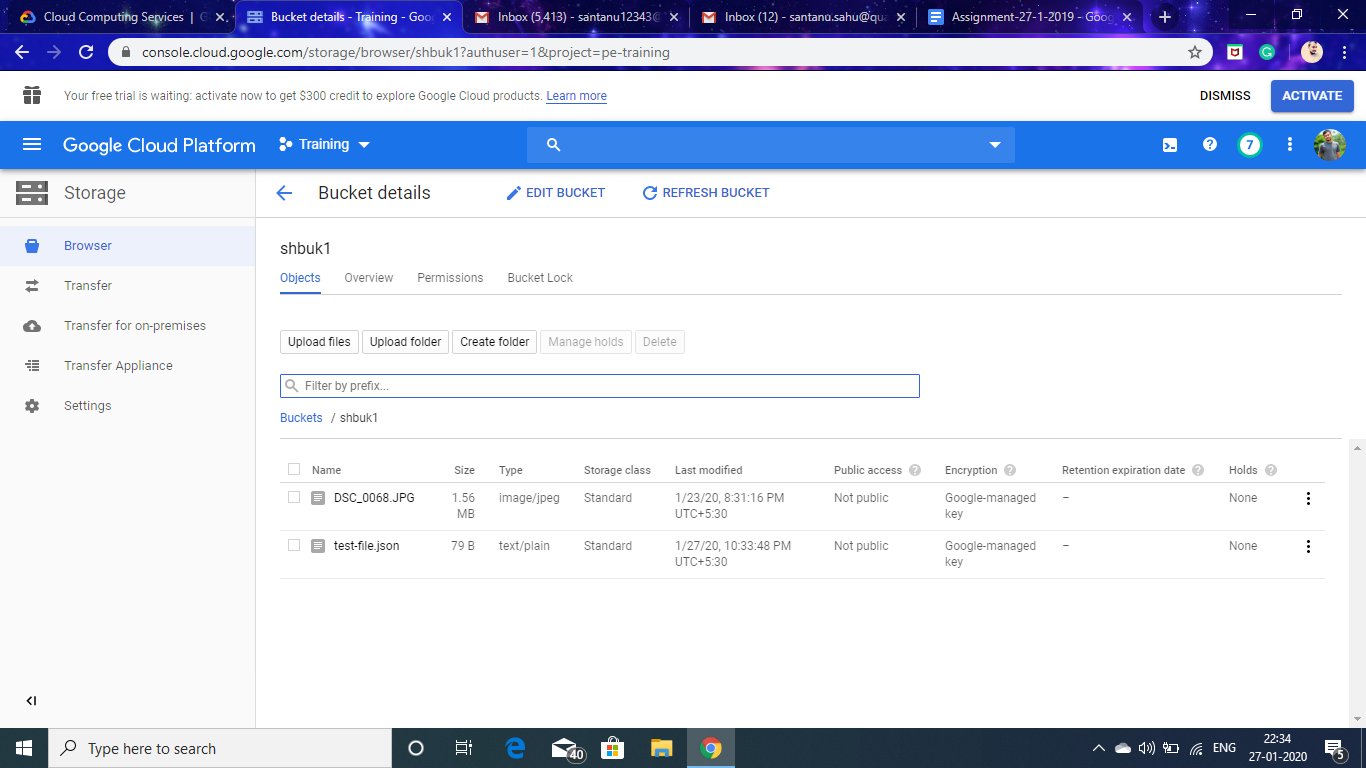 Cloud Computing Services | G
Bucket details - Training - Goo
Inbox (5,413) - santanu12343@
Inbox (12) - santanu.sahu@qua
Assignment-27-1-2019 - Goog
console.cloud.google.com/storage/browser/shbuk1?authuser=1&project=pe-training
Your free trial is waiting: activate now to get $300 credit to explore Google Cloud products. Learn more
DISMISS
ACTIVATE
Google Cloud Platform
Training
7
Storage
Bucket details
EDIT BUCKET
REFRESH BUCKET
Browser
Transfer
Transfer for on-premises
Transfer Appliance
Settings
shbuk1
Objects Overview Permissions Bucket Lock
Upload files Upload folder Create folder Manage holds Delete
Filter by prefix...
Buckets / shbuk1
Name Size Type Storage class Last modified Public access Encryption Retention expiration date Holds
DSC_0068.JPG 1.56 image/jpeg Standard 1/23/20, 8:31:16 PM Not public Google-managed – None
MB UTC+5:30 key
test-file.json 79 B text/plain Standard 1/27/20, 10:33:48 PM Not public Google-managed – None
UTC+5:30 key
Type here to search
40
ENG
22:34
27-01-2020
5